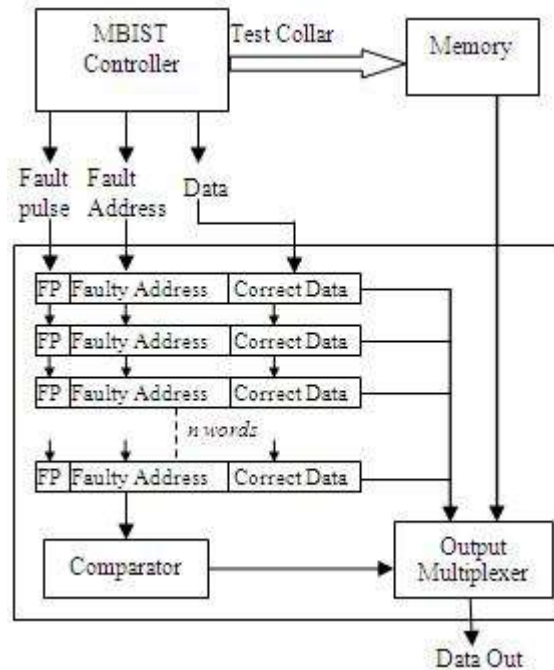 MBIST
Controller
Test Collar
Memory
Fault
pulse
Fault
Address
Data
FP Faulty Address Correct Data
FP Faulty Address Correct Data
FP Faulty Address Correct Data
n words
FP Faulty Address Correct Data
Comparator
Output
Multiplexer
Data Out